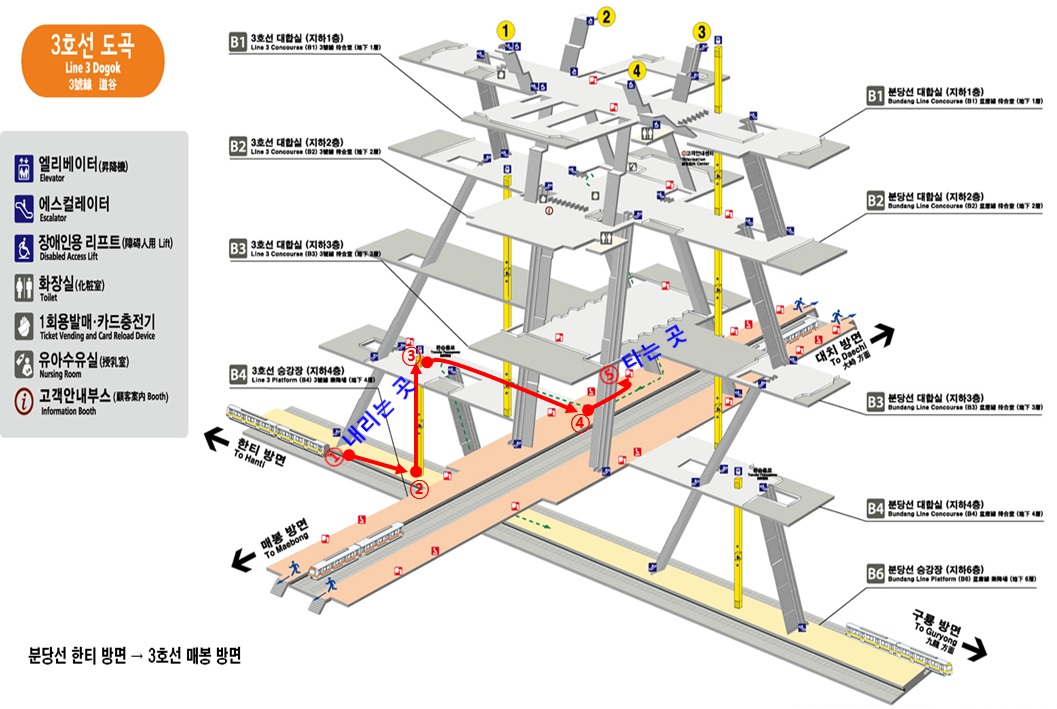 3호선 도곡
Line 3 Dogok
3號線 道谷
엘리베이터(昇降機)
Elevator
에스컬레이터
Escalator
장애인용 리프트(障碍人用 Lift)
Disabled Access Lift
화장실(化粧室)
Toilet
1회용발매·카드충전기
Ticket Vending and Card Reload Device
유아수유실(授乳室)
Nursing Room
고객안내부스(顧客案內 Booth)
Information Booth
B1 3호선 대합실 (지하1층)
Line 3 Concourse (B1) 3號線 待合室 (地下 1層)
B2 3호선 대합실 (지하2층)
Line 3 Concourse (B2) 3號線 待合室 (地下 2層)
B3 3호선 대합실 (지하3층)
Line 3 Concourse (B3) 3號線 待合室 (地下 3層)
B4 3호선 승강장 (지하4층)
Line 3 Platform (B4) 3號線 乘降場 (地下 4層)
1
2
3
4
B1 분당선 대합실 (지하1층)
Bundang Line Concourse (B1) 盆唐線 待合室 (地下 1層)
B2 분당선 대합실 (지하2층)
Bundang Line Concourse (B2) 盆唐線 待合室 (地下 2層)
B3 분당선 대합실 (지하3층)
Bundang Line Concourse (B3) 盆唐線 待合室 (地下 3層)
B4 분당선 대합실 (지하4층)
Bundang Line Concourse (B4) 盆唐線 待合室 (地下 4層)
B6 분당선 승강장 (지하6층)
Bundang Line Platform (B6) 盆唐線 乘降場 (地下 6層)
고객안내센터
Information Center
환승통로
환승통로
① 내리는 곳
②
③
④
⑤ 타는 곳
대치 방면
To Daechi
大峙 方面
한티 방면
To Hanti
매봉 방면
To Maebong
구룡 방면
To Guryong
九龍 方面
분당선 한티 방면 → 3호선 매봉 방면